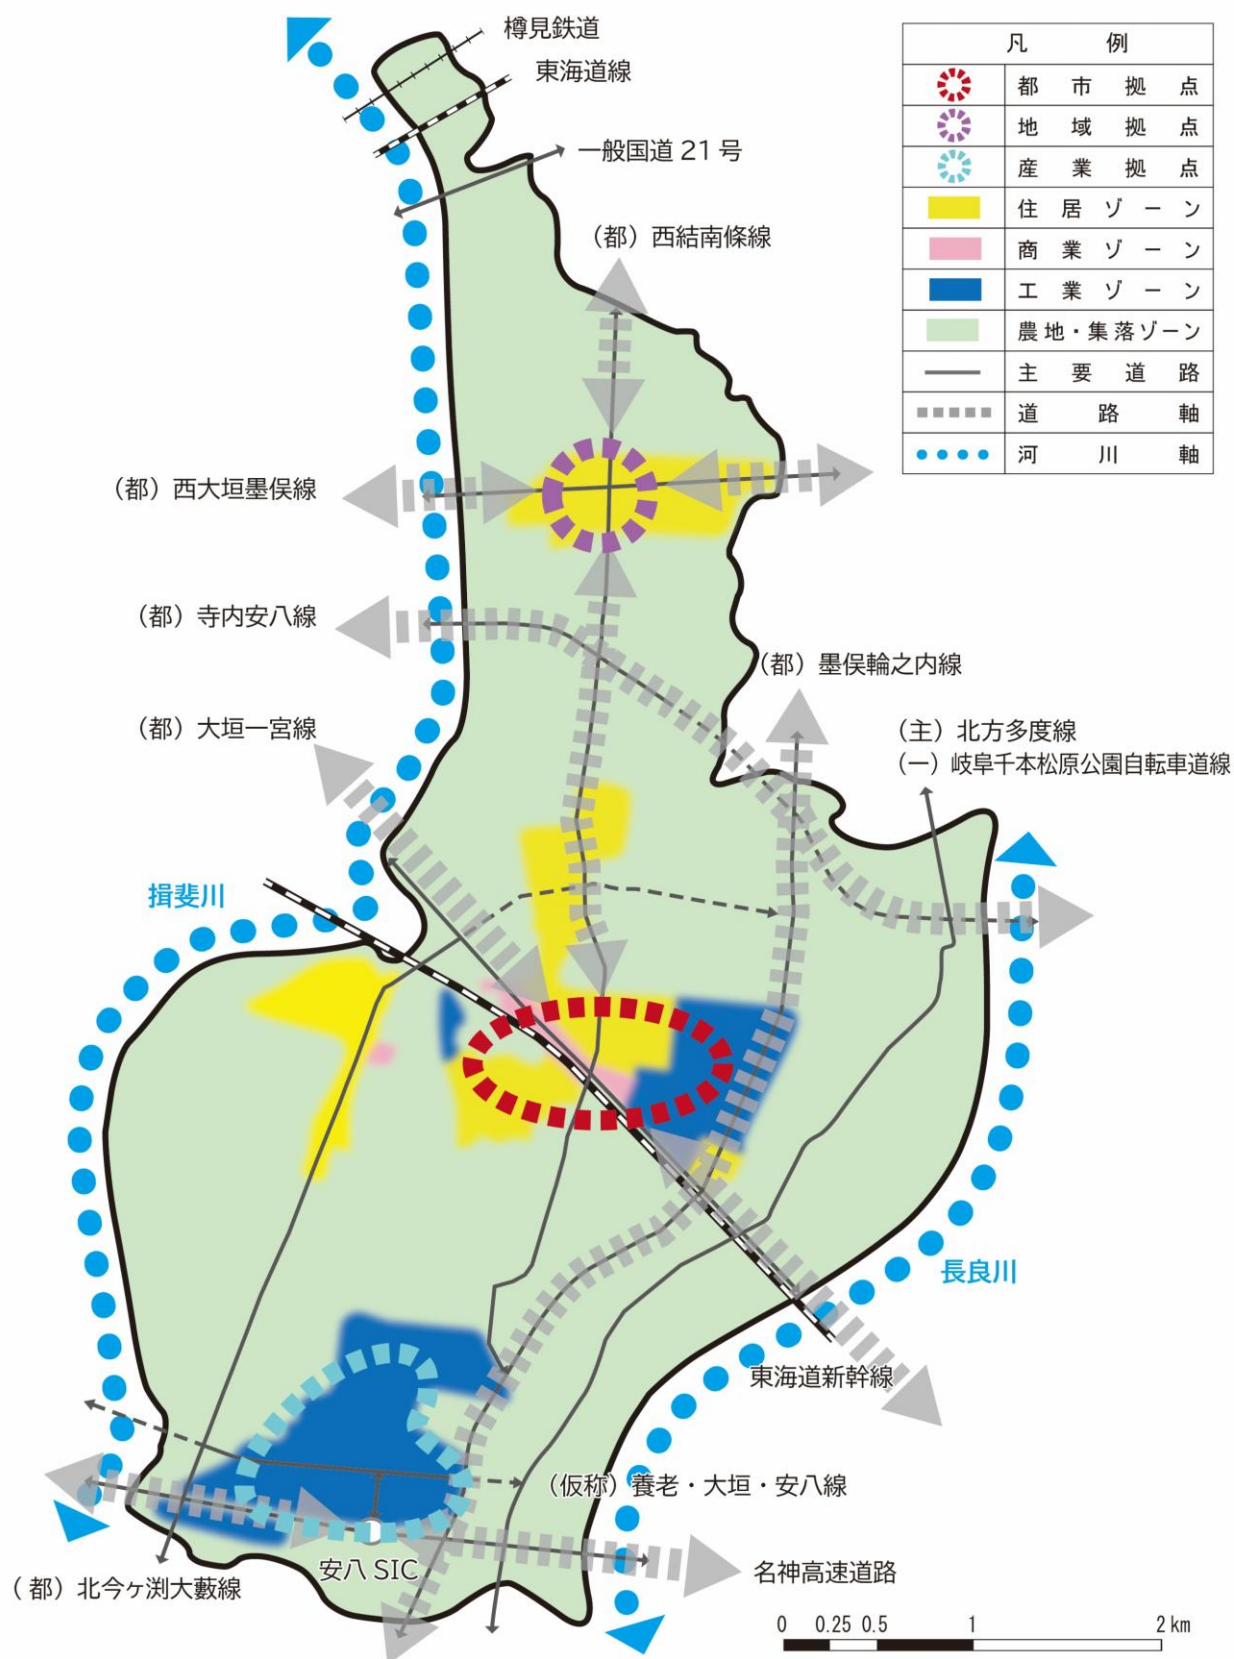 樽見鉄道
東海道線
一般国道 21 号
（都）西結南條線
凡 例
都市拠点
地域拠点
産業拠点
住居ゾーン
商業ゾーン
工業ゾーン
農地・集落ゾーン
主要道路
道路軸
河川軸
（都）西大垣墨俣線
（都）寺内安八線
（都）墨俣輪之内線
（都）大垣一宮線
（主）北方多度線
（一）岐阜千本松原公園自転車道線
揖斐川
長良川
東海道新幹線
（仮称）養老・大垣・安八線
安八 SIC
名神高速道路
（都）北今ヶ渕大藪線
0 0.25 0.5 1 2 km